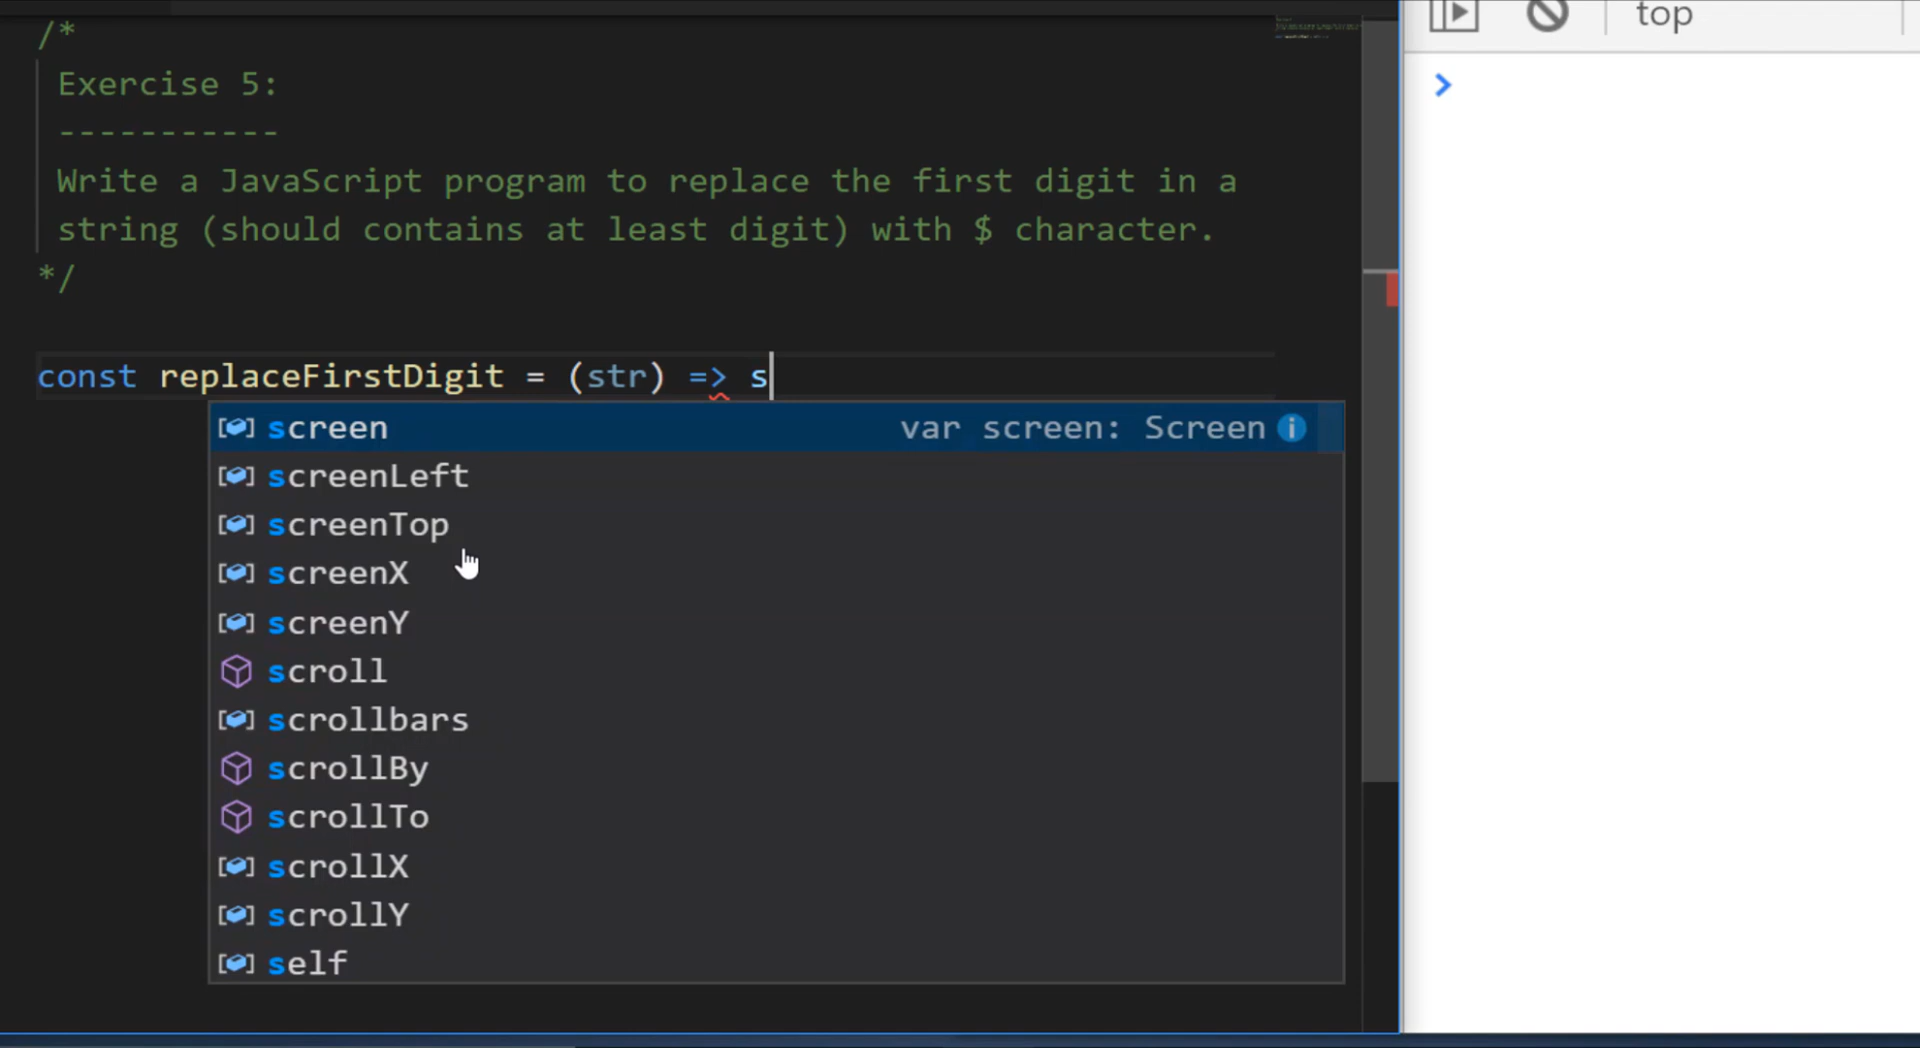 top
/*
Exercise 5:
-----------
Write a JavaScript program to replace the first digit in a
string (should contains at least digit) with $ character.
*/
const replaceFirstDigit = (str) => s
screen var screen: Screen
screenLeft
screenTop
screenX
screenY
scroll
scrollbars
scrollBy
scrollTo
scrollX
scrollY
self